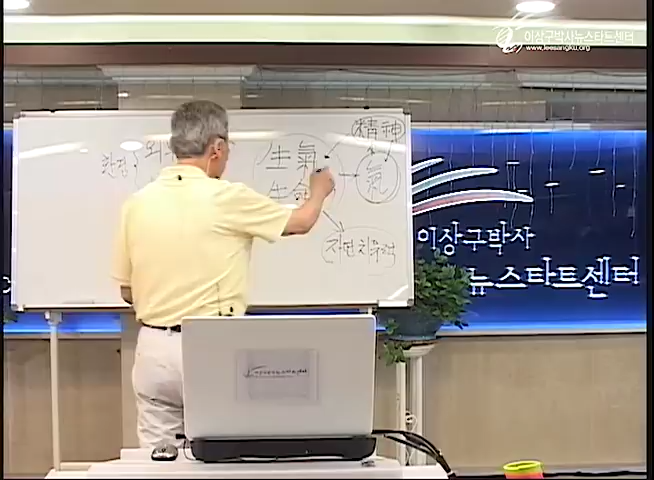 이상구박사뉴스타트센터
www.leesangku.org
精神
生氣
氣
生命
환경
자연치유력
이상구박사
뉴스타트센터